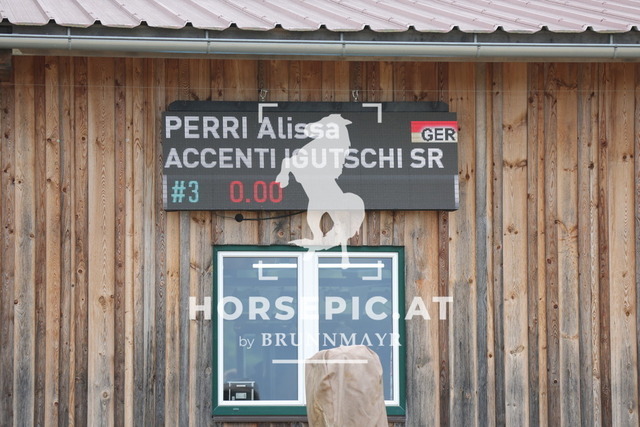 PERRI Alissa
GER
ACCENTI IGUTSCHI SR
#3 0.00
HORSEPIC.AT
by BRUNNMAYR